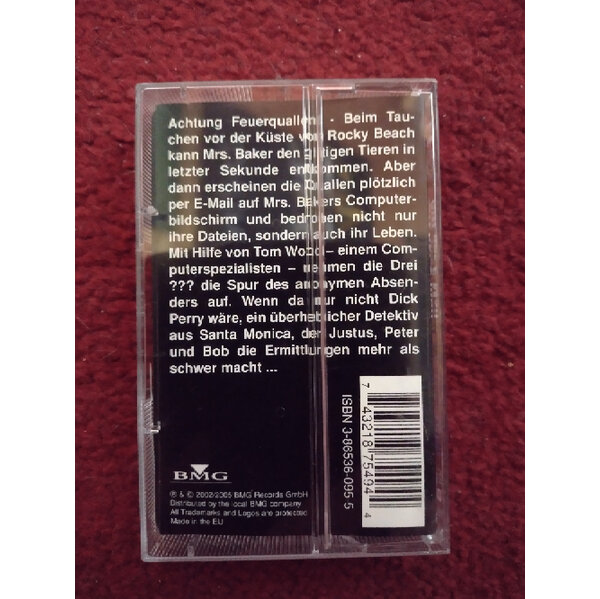 Achtung Feuerquallen! - Beim Tau-
chen vor der Küste von Rocky Beach
kann Mrs. Baker den giftigen Tieren in
letzter Sekunde entkommen. Aber
dann erscheinen die Quallen plötzlich
per E-Mail auf Mrs. Bakers Computer-
bildschirm und bedrohen nicht nur
ihre Dateien, sondern auch ihr Leben.
Mit Hilfe von Tom Wood – einem Com-
puterspezialisten – nehmen die Drei
??? die Spur des anonymen Absen-
ders auf. Wenn da nur nicht Dick
Perry wäre, ein überheblicher Detektiv
aus Santa Monica, der Justus, Peter
und Bob die Ermittlungen mehr als
schwer macht ...
BMG
℗ & © 2002/2005 BMG Records GmbH
Distributed by the local BMG company
All Trademarks and Logos are protected
Made in the EU
ISBN 3-86536-095 5
7 43218 75494 4